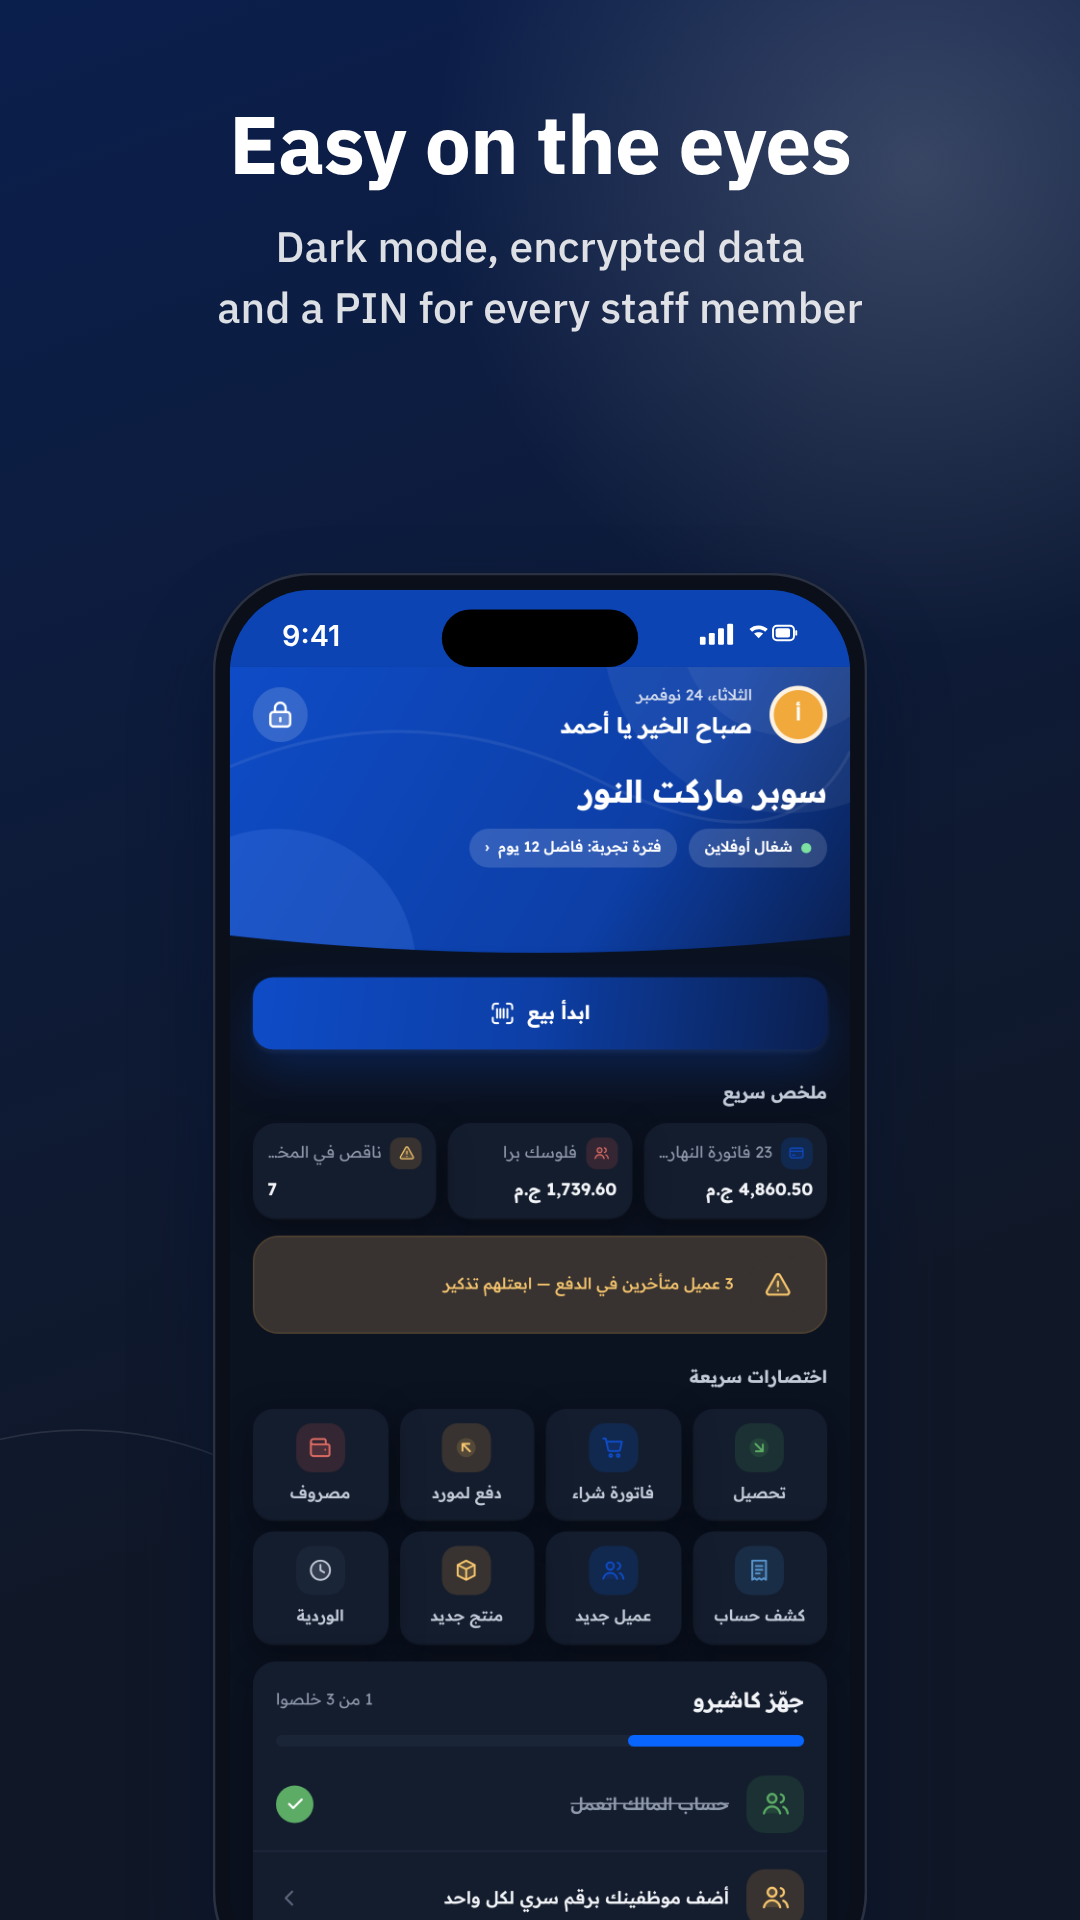 Easy on the eyes
Dark mode, encrypted data
and a PIN for every staff member
9:41
الثلاثاء، 24 نوفمبر
صباح الخير يا أحمد
أ
سوبر ماركت النور
شغال أوفلاين
فترة تجربة: فاضل 12 يوم ›
ابدأ بيع
ملخص سريع
23 فاتورة النهار...
4,860.50 ج.م
فلوسك برا
1,739.60 ج.م
ناقص في المخ...
7
3 عميل متأخرين في الدفع — ابعتلهم تذكير
اختصارات سريعة
تحصيل
فاتورة شراء
دفع لمورد
مصروف
كشف حساب
عميل جديد
منتج جديد
الوردية
جهّز كاشيرو
1 من 3 خلصوا
حساب المالك اتعمل
أضف موظفينك برقم سري لكل واحد